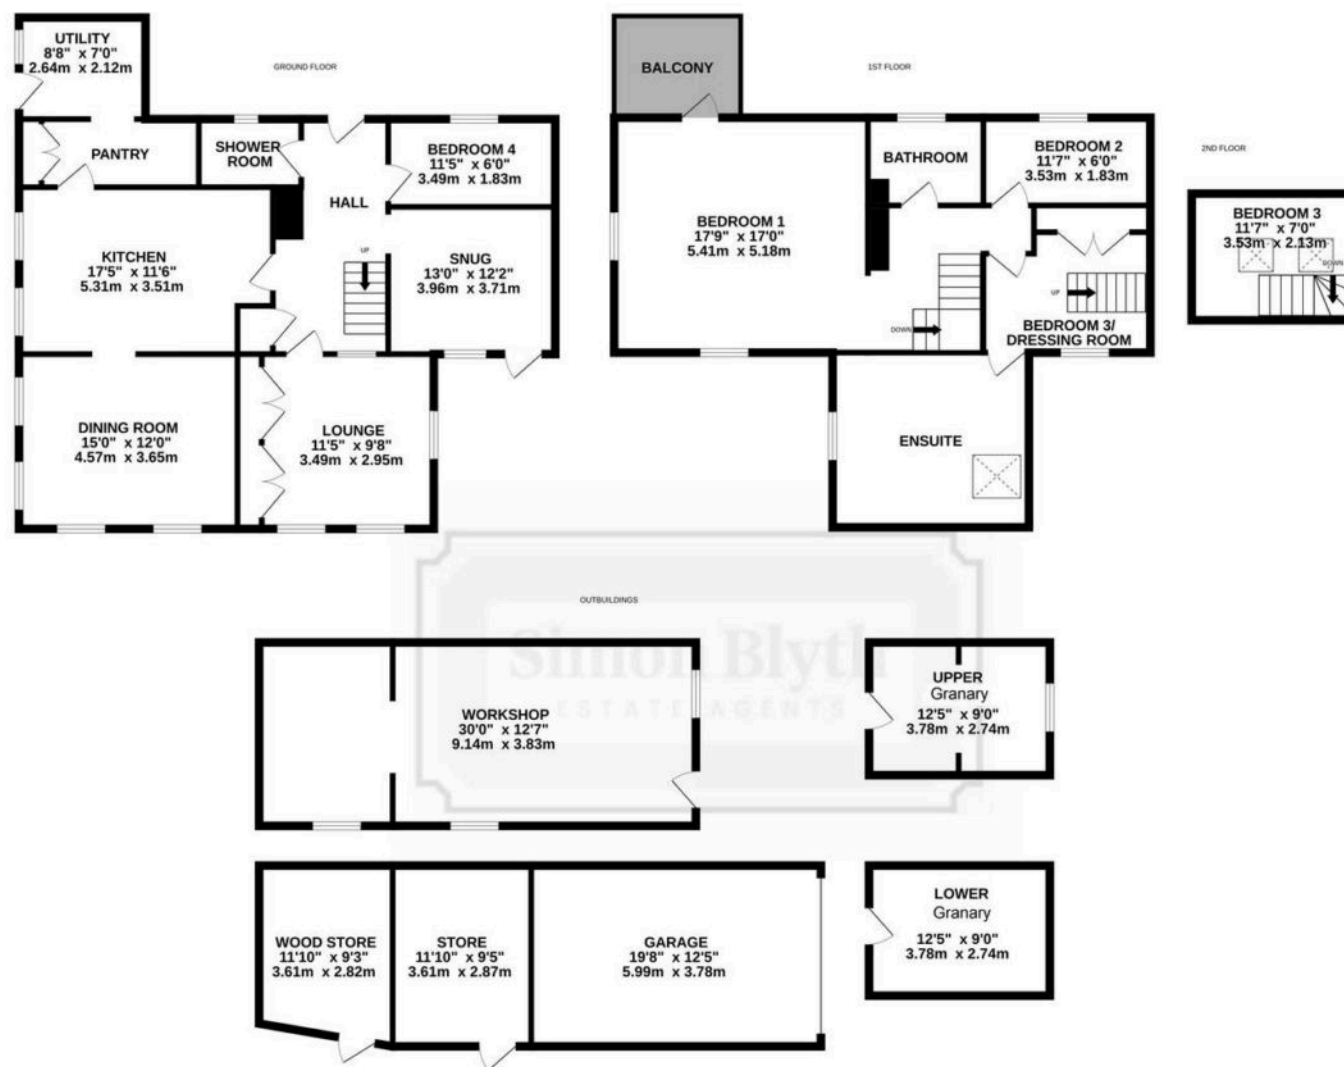 GROUND FLOOR
UTILITY
8'8" x 7'0"
2.64m x 2.12m
PANTRY
SHOWER
ROOM
BEDROOM 4
11'5" x 6'0"
3.49m x 1.83m
HALL
UP
KITCHEN
17'5" x 11'6"
5.31m x 3.51m
SNUG
13'0" x 12'2"
3.96m x 3.71m
DINING ROOM
15'0" x 12'0"
4.57m x 3.65m
LOUNGE
11'5" x 9'8"
3.49m x 2.95m
1ST FLOOR
BALCONY
BATHROOM
BEDROOM 2
11'7" x 6'0"
3.53m x 1.83m
BEDROOM 1
17'9" x 17'0"
5.41m x 5.18m
UP
DOWN
BEDROOM 3/
DRESSING ROOM
ENSUITE
2ND FLOOR
BEDROOM 3
11'7" x 7'0"
3.53m x 2.13m
DOWN
OUTBUILDINGS
Simon Blyth
ESTATE AGENTS
WORKSHOP
30'0" x 12'7"
9.14m x 3.83m
UPPER
Granary
12'5" x 9'0"
3.78m x 2.74m
WOOD STORE
11'10" x 9'3"
3.61m x 2.82m
STORE
11'10" x 9'5"
3.61m x 2.87m
GARAGE
19'8" x 12'5"
5.99m x 3.78m
LOWER
Granary
12'5" x 9'0"
3.78m x 2.74m